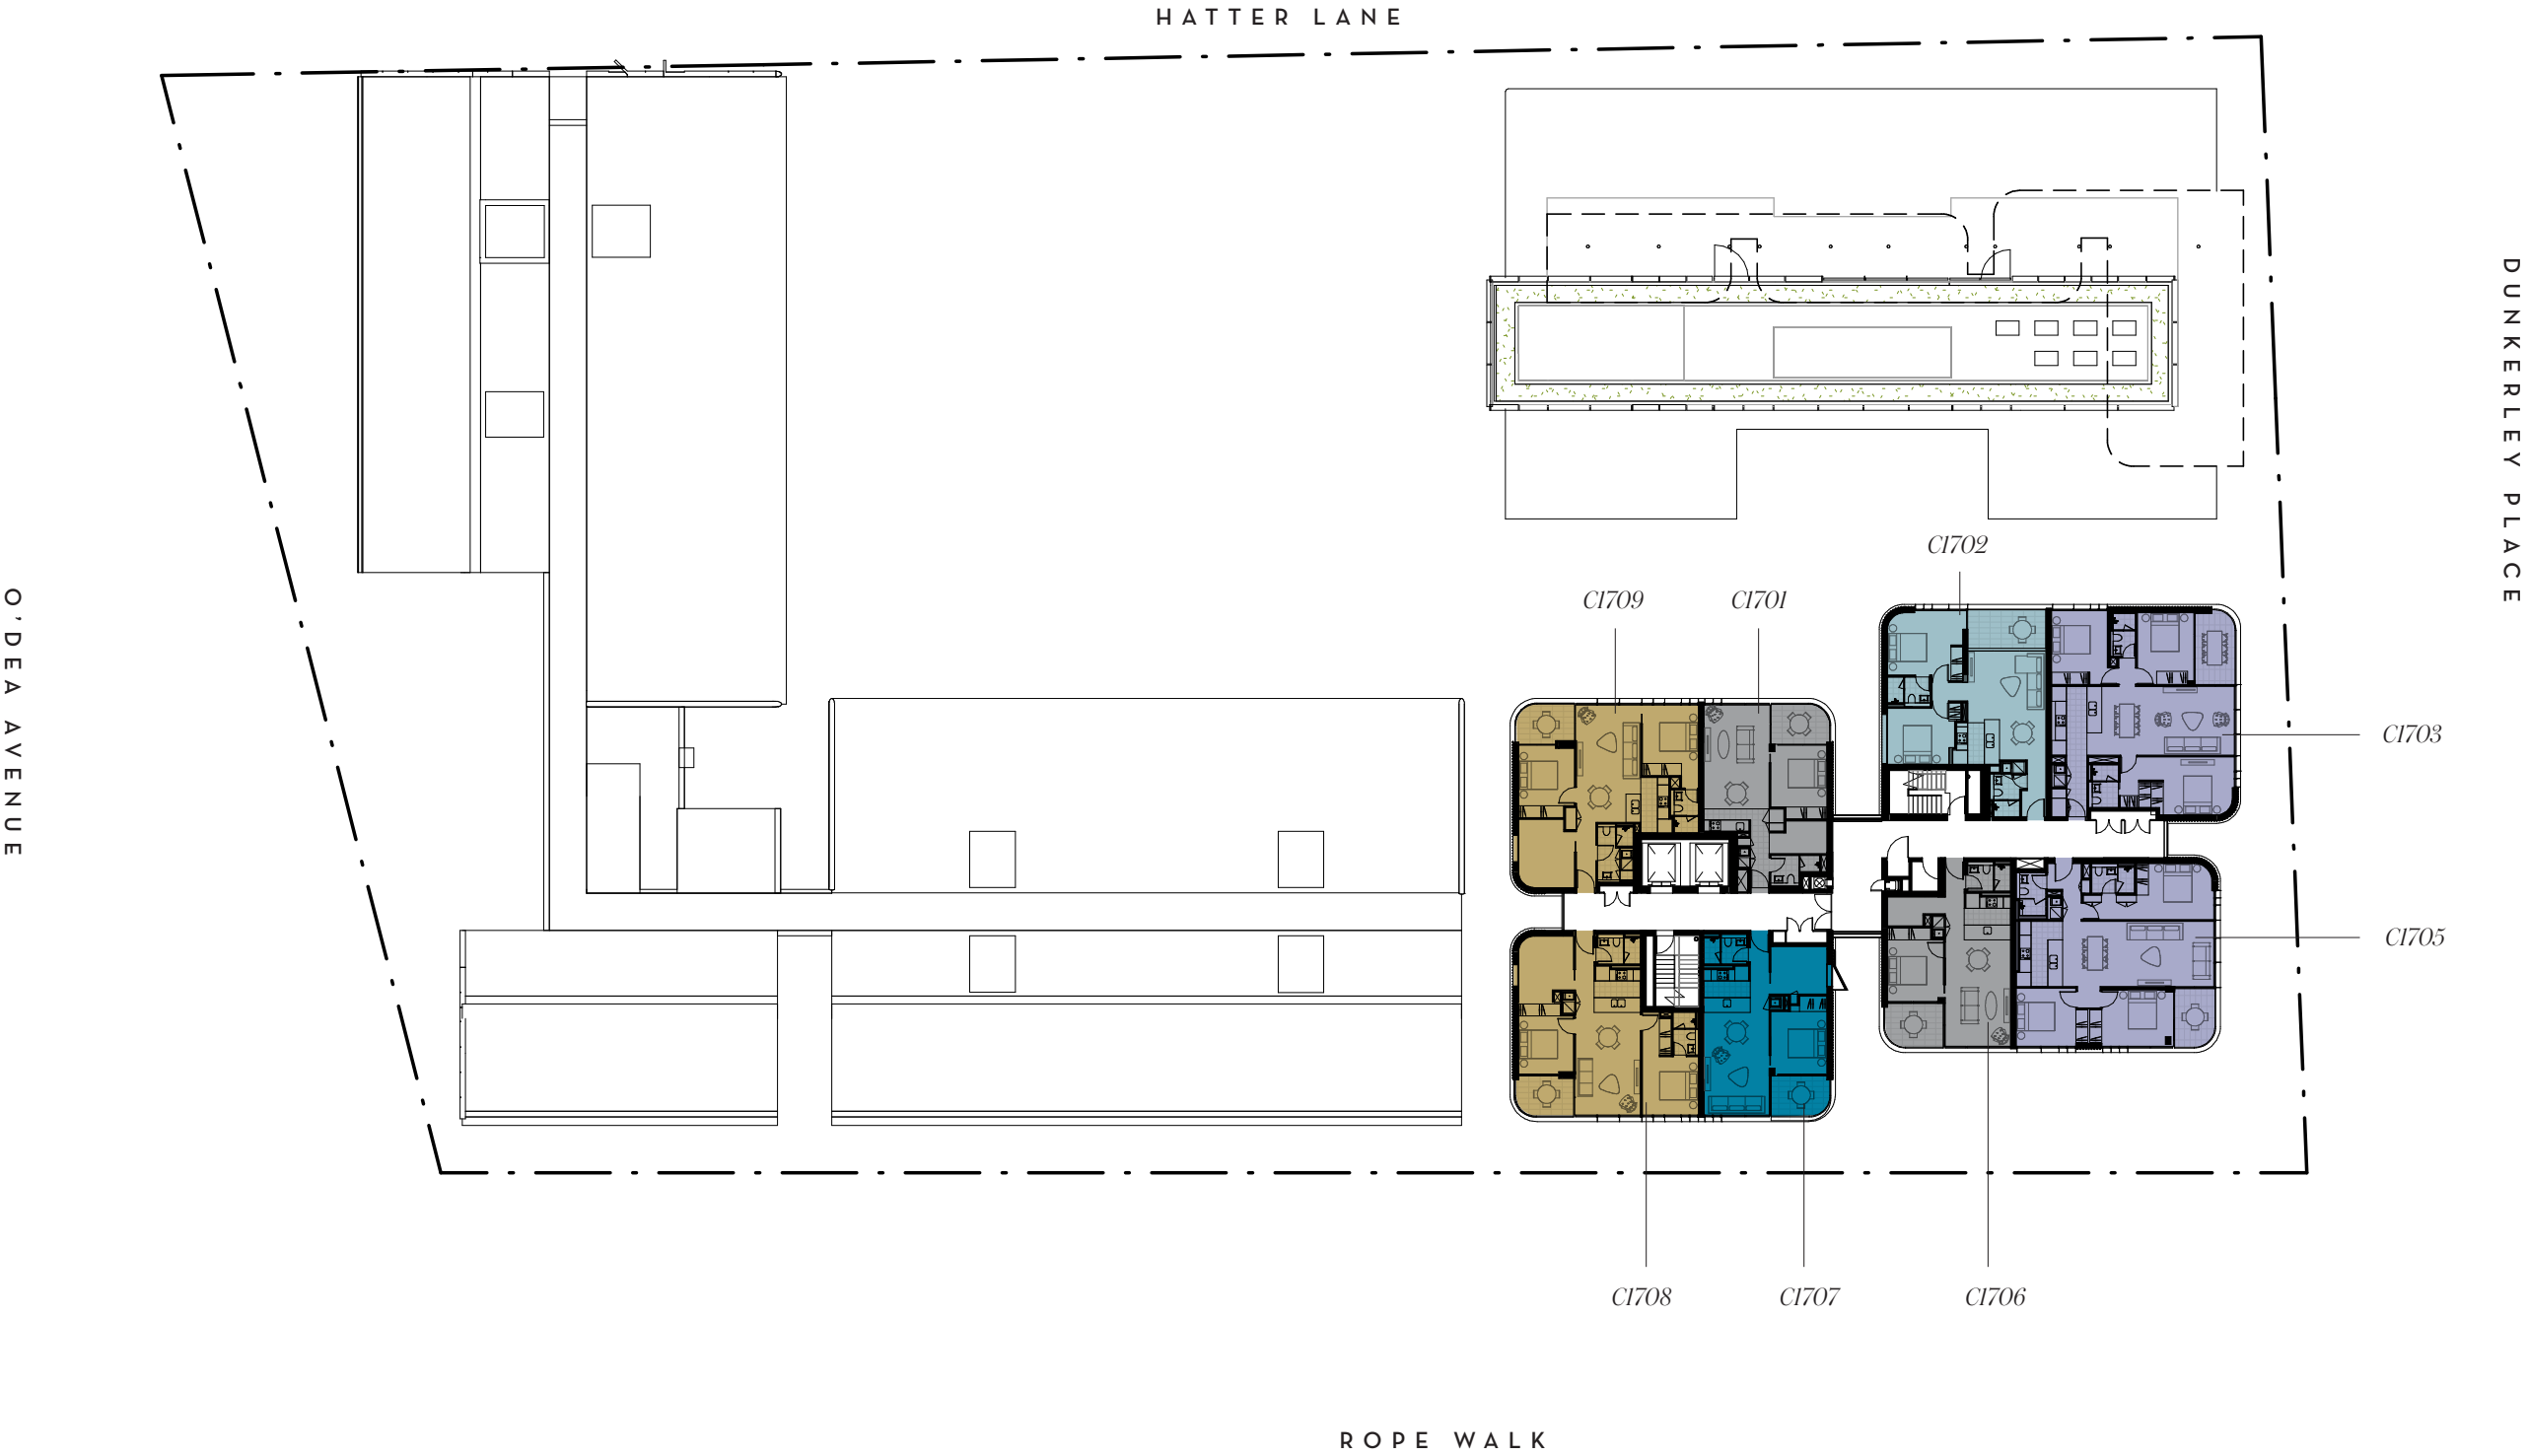 HATTER LANE
DUNKERLEY PLACE
C1702
C1709
C1701
O'DEA AVENUE
C1703
C1705
C1708
C1707
C1706
ROPE WALK